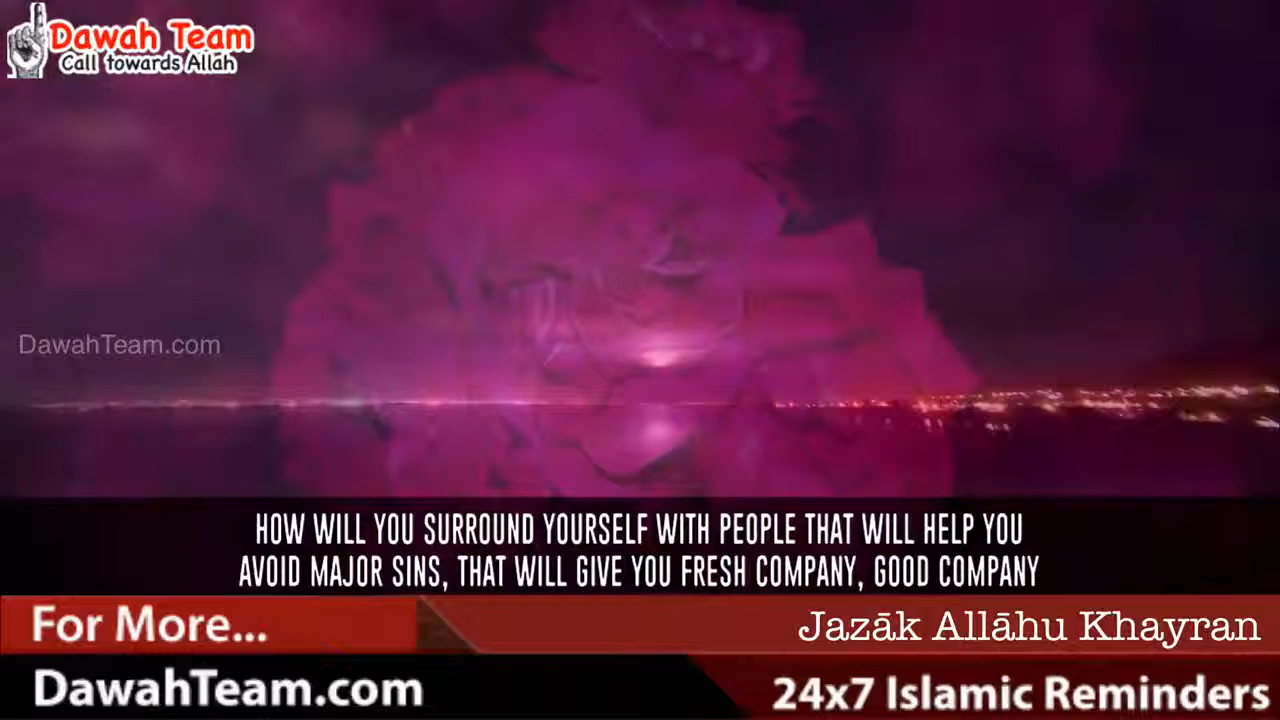 Dawah Team
Call towards Allāh
DawahTeam.com
HOW WILL YOU SURROUND YOURSELF WITH PEOPLE THAT WILL HELP YOU
AVOID MAJOR SINS, THAT WILL GIVE YOU FRESH COMPANY, GOOD COMPANY
For More...
Jazāk Allāhu Khayran
DawahTeam.com
24x7 Islamic Reminders